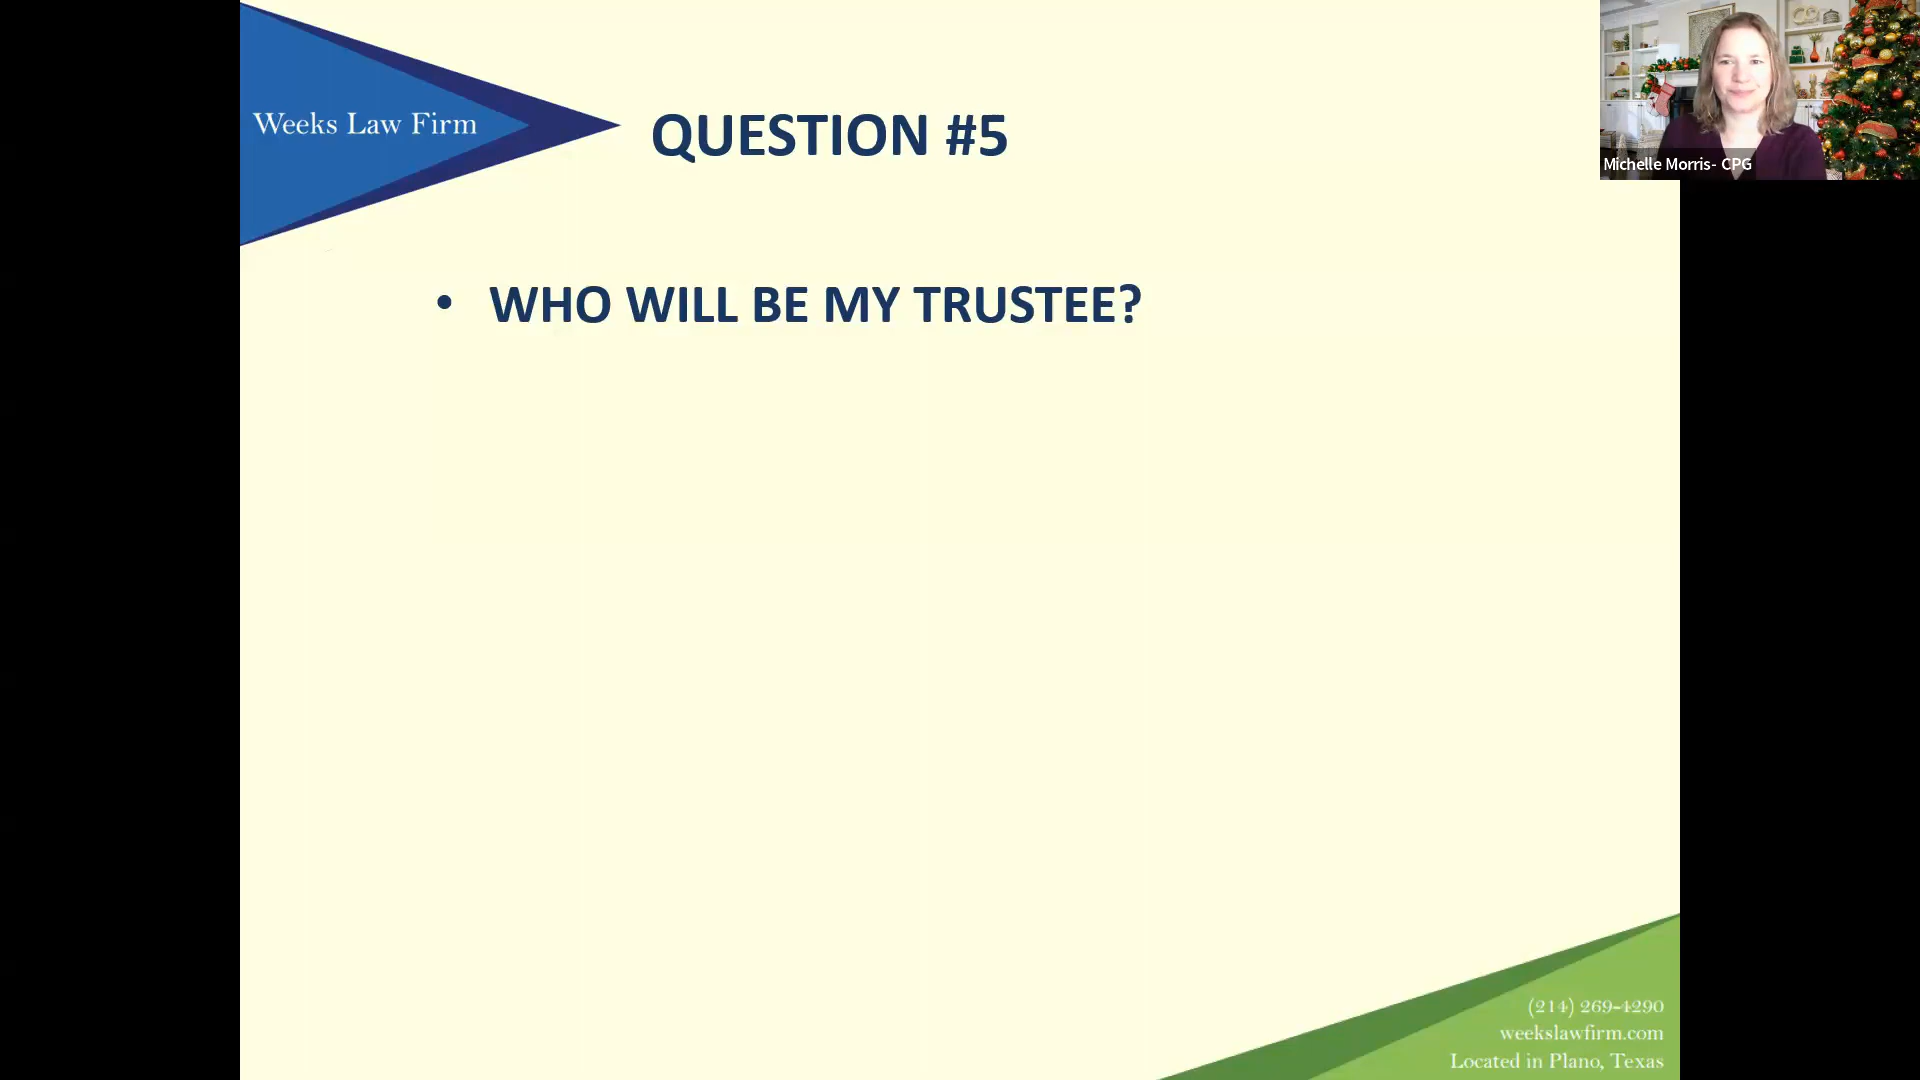 Weeks Law Firm
QUESTION #5
Michelle Morris- CPG
• WHO WILL BE MY TRUSTEE?
(214) 269-4290
weekslawfirm.com
Located in Plano, Texas